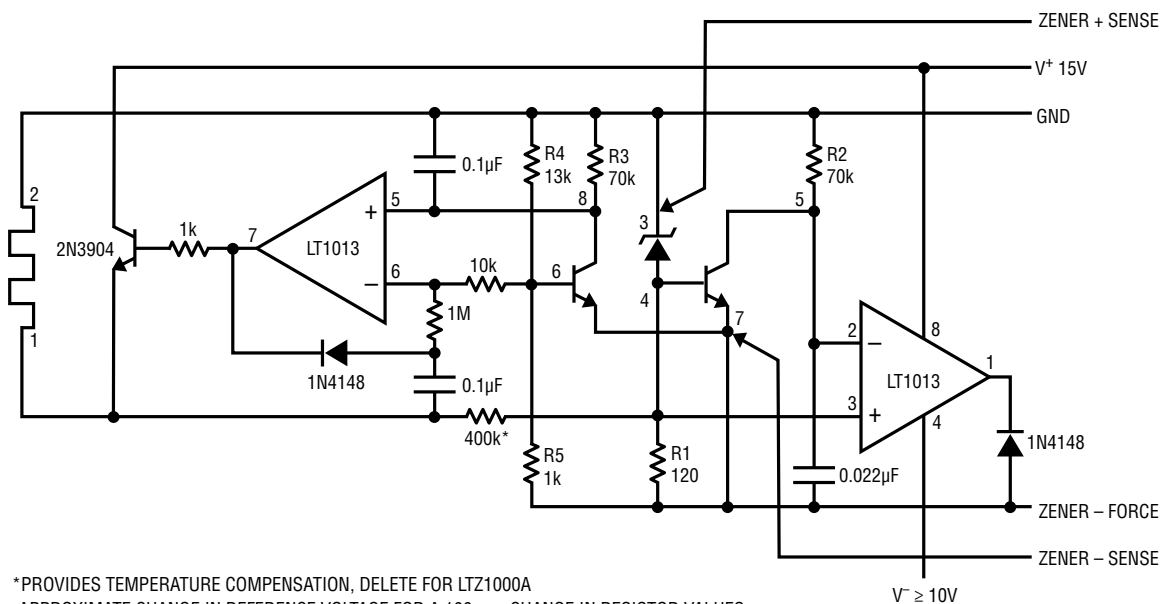 ZENER + SENSE
V+ 15V
GND
2
1
2N3904
1k
7
LT1013
+
–
5
6
0.1µF
R4
13k
R3
70k
8
10k
6
1M
1N4148
0.1µF
400k*
R5
1k
3
4
R1
120
7
R2
70k
5
2
3
–
+
LT1013
8
4
1
1N4148
0.022µF
ZENER – FORCE
ZENER – SENSE
V– ≥ 10V
*PROVIDES TEMPERATURE COMPENSATION, DELETE FOR LTZ1000A